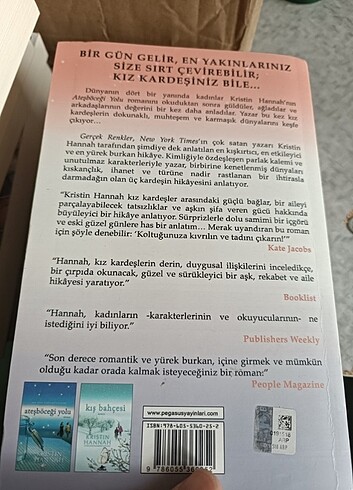 BİR GÜN GELİR, EN YAKINLARINIZ
SİZE SIRT ÇEVİREBİLİR;
KIZ KARDEŞİNİZ BİLE...
Dünyanın dört bir yanında kadınlar Kristin Hannah'nın
Ateşböceği Yolu romanını okuduktan sonra güldüler, ağladılar ve
arkadaşlarının değerini bir kez daha anladılar. Yazar bu kez kız
kardeşlerin dokunaklı, muhteşem ve karmaşık dünyalarını keşfe
çıkıyor...
Gerçek Renkler, New York Times'ın çok satan yazarı Kristin
Hannah tarafından şimdiye dek anlatılan en kışkırtıcı, en etkileyici
ve en yürek burkan hikâye. Kimliğiyle özdeşleşen parlak kalemi ve
unutulmaz karakterleriyle yazar, birbirine kenetlenmiş dünyaları
kıskançlık, ihanet ve türüne nadir rastlanan bir ihtirasla
darmadağın olan üç kardeşin hikâyesini anlatıyor.
"Kristin Hannah kız kardeşler arasındaki güçlü bağlar, bir aileyi
parçalayabilecek tatsızlıklar ve aşkın şifa veren gücü hakkında
büyüleyici bir hikâye anlatıyor. Sürprizlerle dolu samimi bir içgörü
ve eski güzel günlere has bir anlatım... Merak uyandıran bu roman
için şöyle denebilir: 'Koltuğunuza kıvrılın ve tadını çıkarın!'"
Kate Jacobs
"Hannah, kız kardeşlerin derin, duygusal ilişkilerini inceledikçe,
bir çırpıda okunacak, güzel ve sürükleyici bir aşk, rekabet ve aile
hikâyesi yaratıyor."
Booklist
"Hannah, kadınların -karakterlerinin ve okuyucularının- ne
istediğini iyi biliyor."
Publishers Weekly
"Son derece romantik ve yürek burkan, içine girmek ve mümkün
olduğu kadar orada kalmak isteyeceğiniz bir roman."
People Magazine
ateşböceği yolu
KRISTIN
HANNAH
kış bahçesi
KRISTIN
HANNAH
www.pegasusyayinlari.com
ISBN: 978-605-5360-25-2